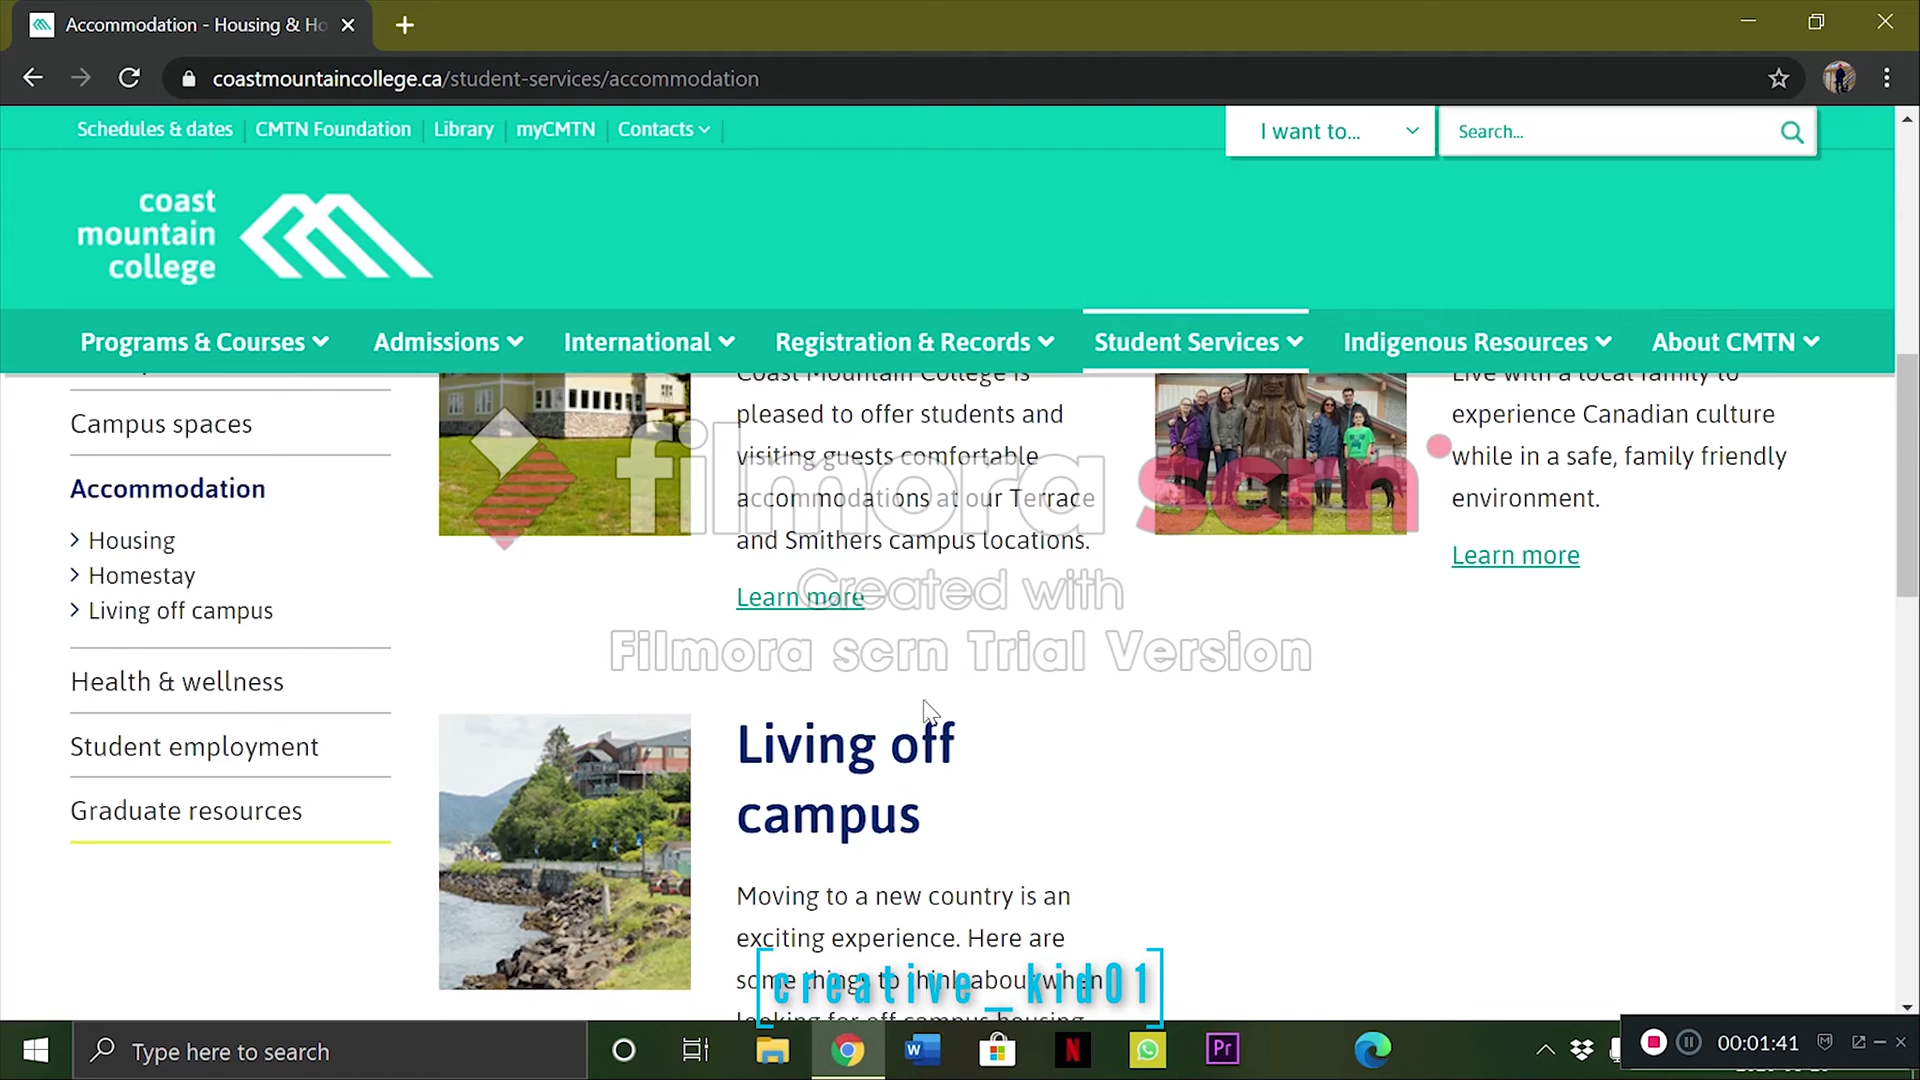 Accommodation - Housing & Ho
coastmountaincollege.ca/student-services/accommodation
Schedules & dates
CMTN Foundation
Library
myCMTN
Contacts
I want to...
Search...
coast
mountain
college
Programs & Courses
Admissions
International
Registration & Records
Student Services
Indigenous Resources
About CMTN
Campus spaces
Accommodation
Housing
Homestay
Living off campus
Health & wellness
Student employment
Graduate resources
Coast Mountain College is
pleased to offer students and
visiting guests comfortable
accommodations at our Terrace
and Smithers campus locations.
Learn more
Live with a local family to
experience Canadian culture
while in a safe, family friendly
environment.
Learn more
filmora scrn
Created with
Filmora scrn Trial Version
Living off
campus
Moving to a new country is an
exciting experience. Here are
some things to think about when
looking for off campus housing
creative_kid01
Type here to search
W
N
Pr
00:01:41